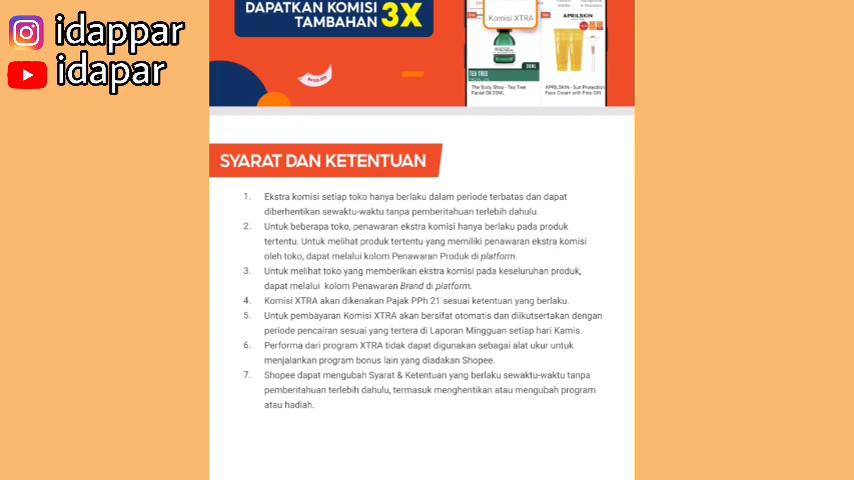 idappar
idapar
DAPATKAN KOMISI
TAMBAHAN 3X
Komisi XTRA
APRILSKIN
TEA TREE
The Body Shop - Tea Tree
Facial Oil
APRILSKIN - Sun Protection
Face Cream with Free Gift
SYARAT DAN KETENTUAN
1. Ekstra komisi setiap toko hanya berlaku dalam periode terbatas dan dapat
diberhentikan sewaktu-waktu tanpa pemberitahuan terlebih dahulu.
2. Untuk beberapa toko, penawaran ekstra komisi hanya berlaku pada produk
tertentu. Untuk melihat produk tertentu yang memiliki penawaran ekstra komisi
oleh toko, dapat melalui kolom Penawaran Produk di platform.
3. Untuk melihat toko yang memberikan ekstra komisi pada keseluruhan produk,
dapat melalui kolom Penawaran Brand di platform.
4. Komisi XTRA akan dikenakan Pajak PPh 21 sesuai ketentuan yang berlaku.
5. Untuk pembayaran Komisi XTRA akan bersifat otomatis dan diikutsertakan dengan
periode pencairan sesuai yang tertera di Laporan Mingguan setiap hari Kamis.
6. Performa dari program XTRA tidak dapat digunakan sebagai alat ukur untuk
menjalankan program bonus lain yang diadakan Shopee.
7. Shopee dapat mengubah Syarat & Ketentuan yang berlaku sewaktu-waktu tanpa
pemberitahuan terlebih dahulu, termasuk menghentikan atau mengubah program
atau hadiah.